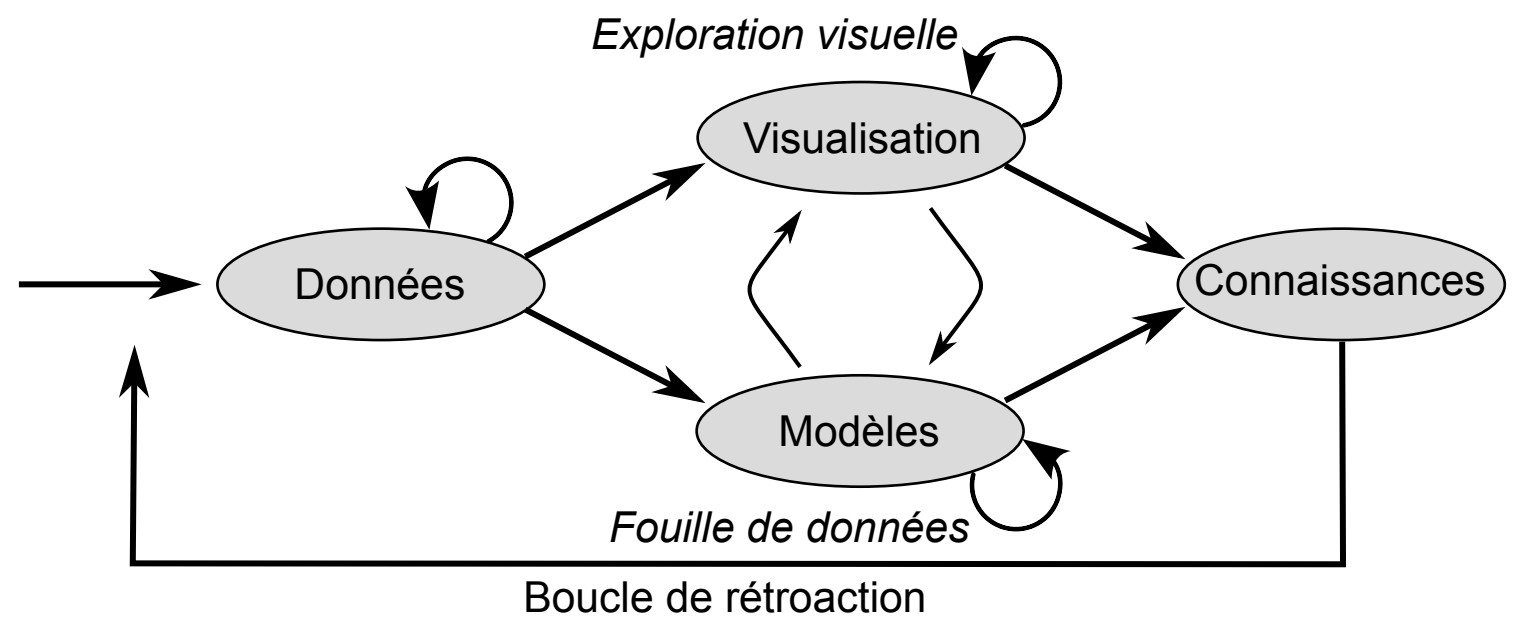 Exploration visuelle
Visualisation
Données
Connaissances
Modèles
Fouille de données
Boucle de rétroaction